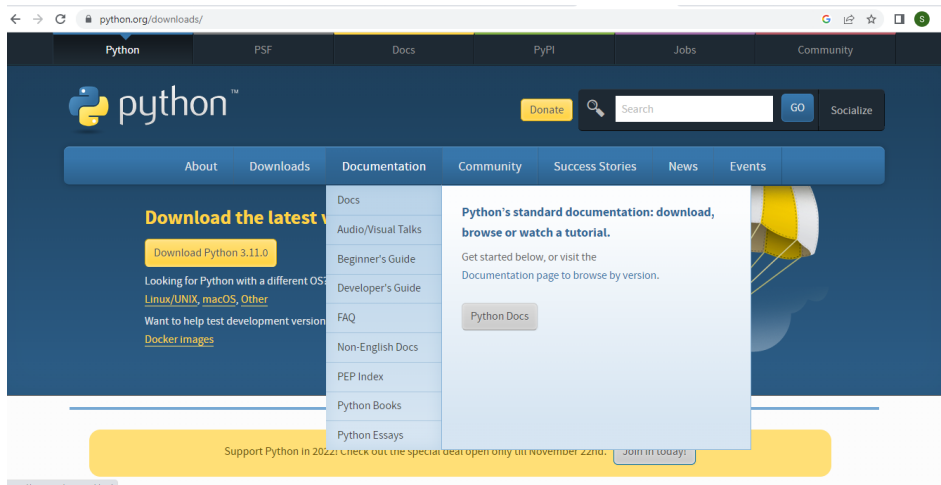 python.org/downloads/
G
S
Python PSF Docs PyPI Jobs Community
python™
Donate Search GO Socialize
About Downloads Documentation Community Success Stories News Events
Download the latest v
Download Python 3.11.0
Looking for Python with a different OS?
Linux/UNIX, macOS, Other
Want to help test development version
Docker images
Docs
Audio/Visual Talks
Beginner's Guide
Developer's Guide
FAQ
Non-English Docs
PEP Index
Python Books
Python Essays
Python's standard documentation: download,
browse or watch a tutorial.
Get started below, or visit the
Documentation page to browse by version.
Python Docs
Support Python in 2022! Check out the special deal open only till November 22nd. Join in today!